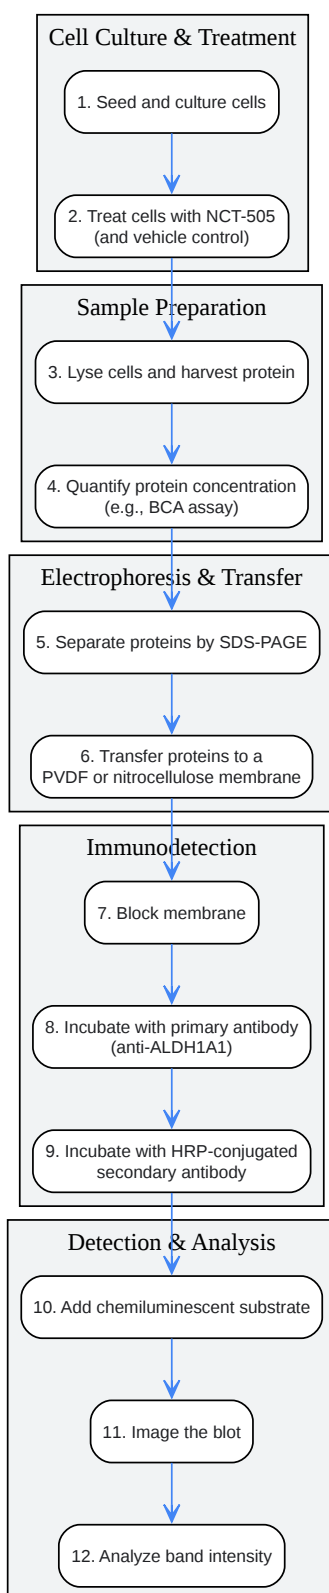 Cell Culture & Treatment
1. Seed and culture cells
2. Treat cells with NCT-505
(and vehicle control)
Sample Preparation
3. Lyse cells and harvest protein
4. Quantify protein concentration
(e.g., BCA assay)
Electrophoresis & Transfer
5. Separate proteins by SDS-PAGE
6. Transfer proteins to a
PVDF or nitrocellulose membrane
Immunodetection
7. Block membrane
8. Incubate with primary antibody
(anti-ALDH1A1)
9. Incubate with HRP-conjugated
secondary antibody
Detection & Analysis
10. Add chemiluminescent substrate
11. Image the blot
12. Analyze band intensity